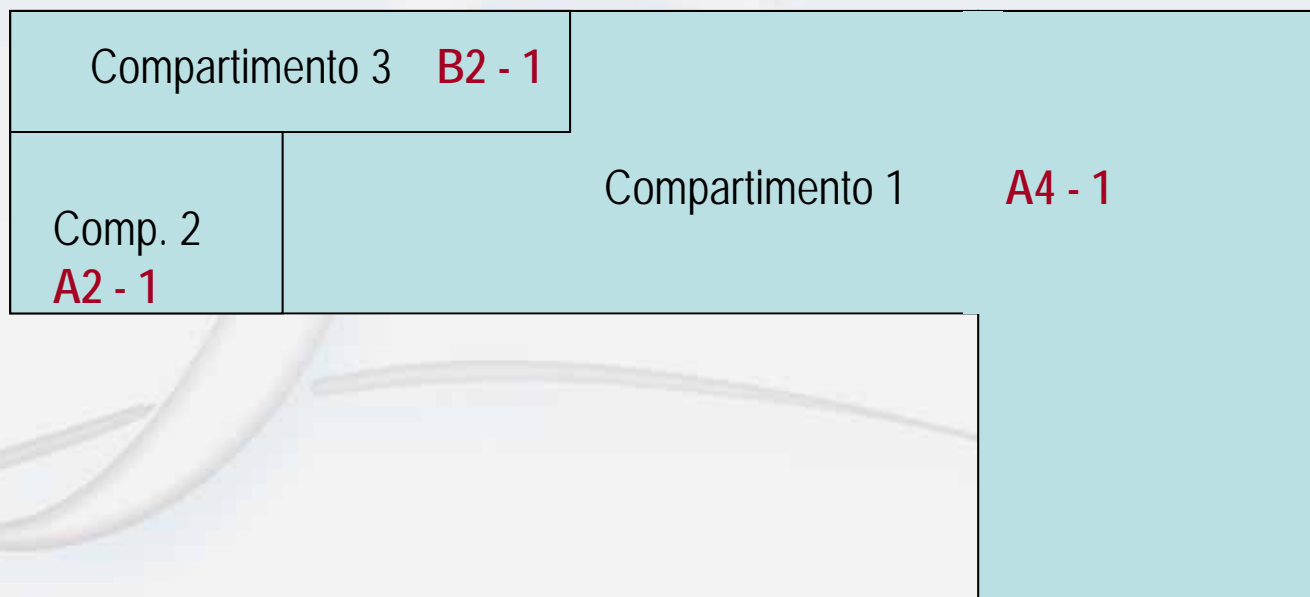 Compartimento 3 B2 - 1
Compartimento 1 A4 - 1
Comp. 2
A2 - 1